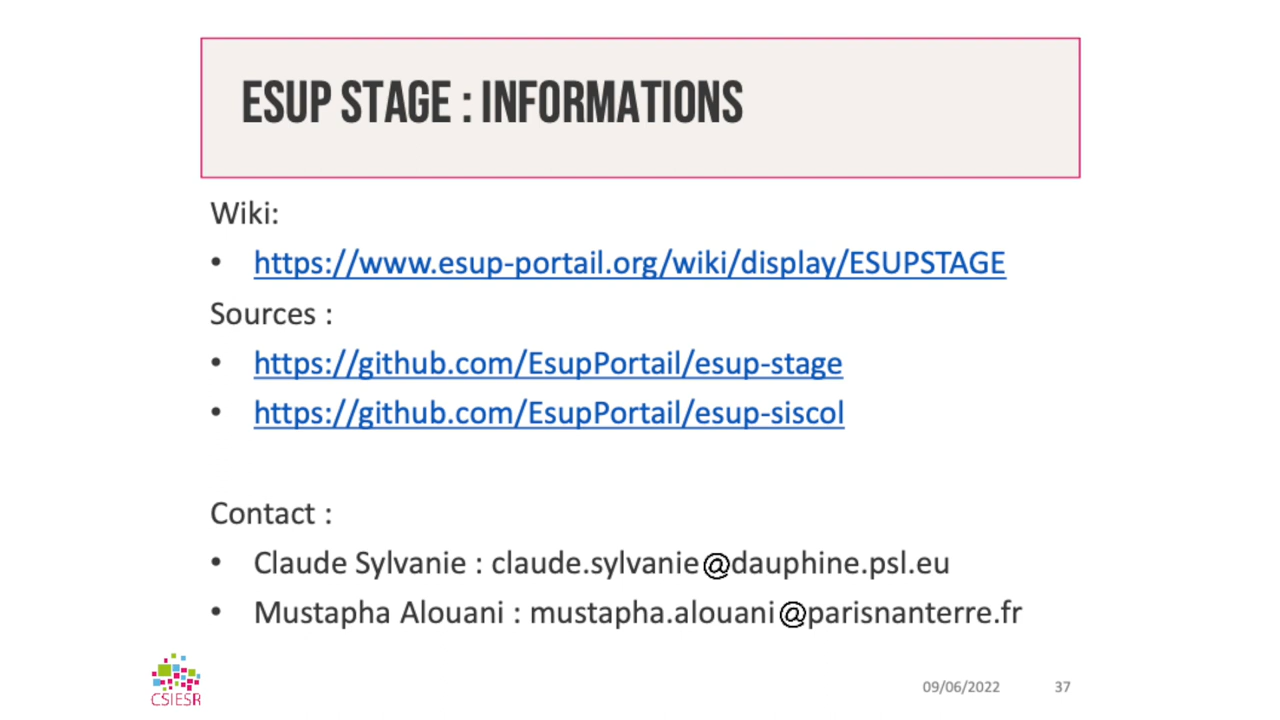 ESUP STAGE : INFORMATIONS
Wiki:
• https://www.esup-portail.org/wiki/display/ESUPSTAGE
Sources :
• https://github.com/EsupPortail/esup-stage
• https://github.com/EsupPortail/esup-siscol
Contact :
• Claude Sylvanie : claude.sylvanie@dauphine.psl.eu
• Mustapha Alouani : mustapha.alouani@parisnanterre.fr
CSIESR
09/06/2022 37